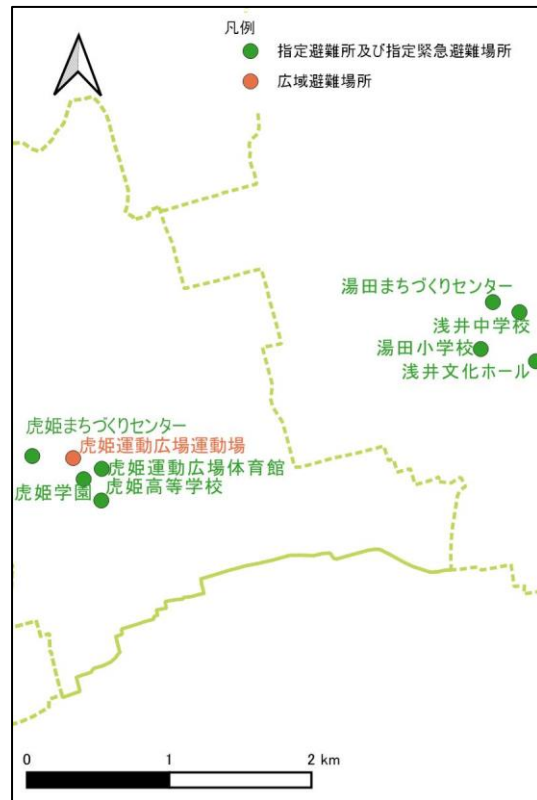 凡例
指定避難所及び指定緊急避難場所
広域避難場所
湯田まちづくりセンター
浅井中学校
湯田小学校
浅井文化ホール
虎姫まちづくりセンター
虎姫運動広場運動場
虎姫運動広場体育館
虎姫学園
虎姫高等学校
0 1 2 km